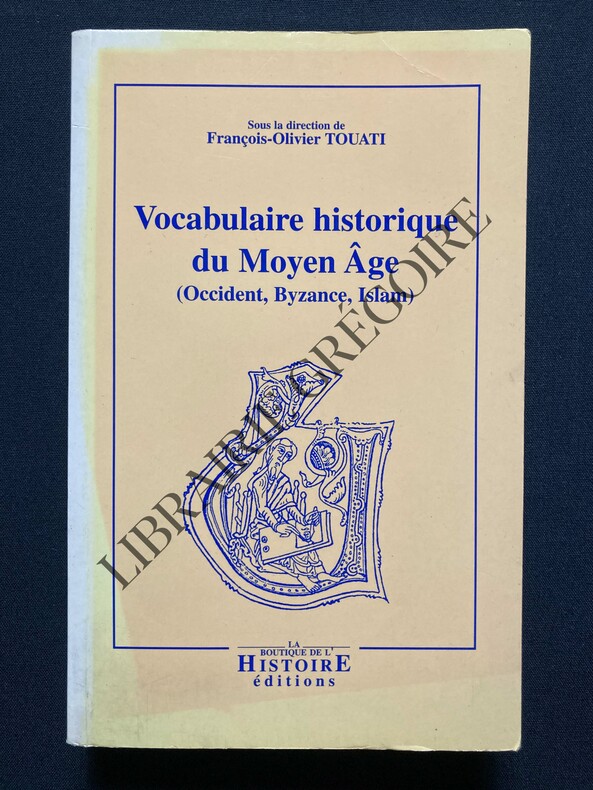 Sous la direction de
François-Olivier TOUATI
Vocabulaire historique
du Moyen Âge
(Occident, Byzance, Islam)
LIBRAIRIE GRÉGOIRE
LA
BOUTIQUE DE L'
HISTOIRE
éditions